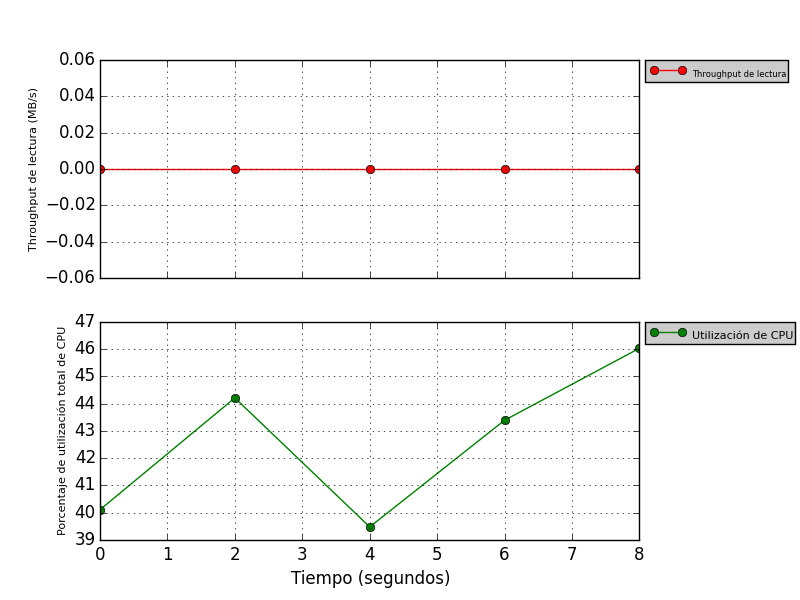 0.06
0.04
0.02
0.00
−0.02
−0.04
−0.06
Throughput de lectura (MB/s)
Throughput de lectura
47
46
45
44
43
42
41
40
39
Porcentaje de utilización total de CPU
Utilización de CPU
0 1 2 3 4 5 6 7 8
Tiempo (segundos)